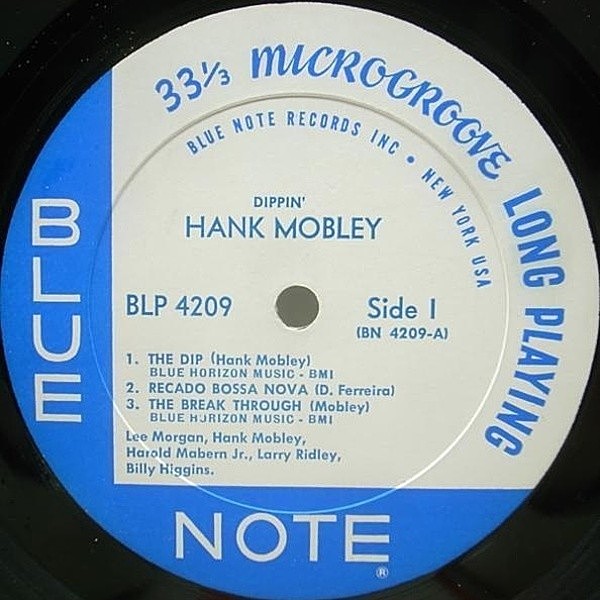 33⅓ MICROGROOVE LONG PLAYING
BLUE NOTE RECORDS INC • NEW YORK USA
DIPPIN'
HANK MOBLEY
BLP 4209
Side 1
(BN 4209-A)
1. THE DIP (Hank Mobley)
BLUE HORIZON MUSIC - BMI
2. RECADO BOSSA NOVA (D. Ferreira)
3. THE BREAK THROUGH (Mobley)
BLUE HORIZON MUSIC - BMI
Lee Morgan, Hank Mobley,
Harold Mabern Jr., Larry Ridley,
Billy Higgins.
BLUE
NOTE
®